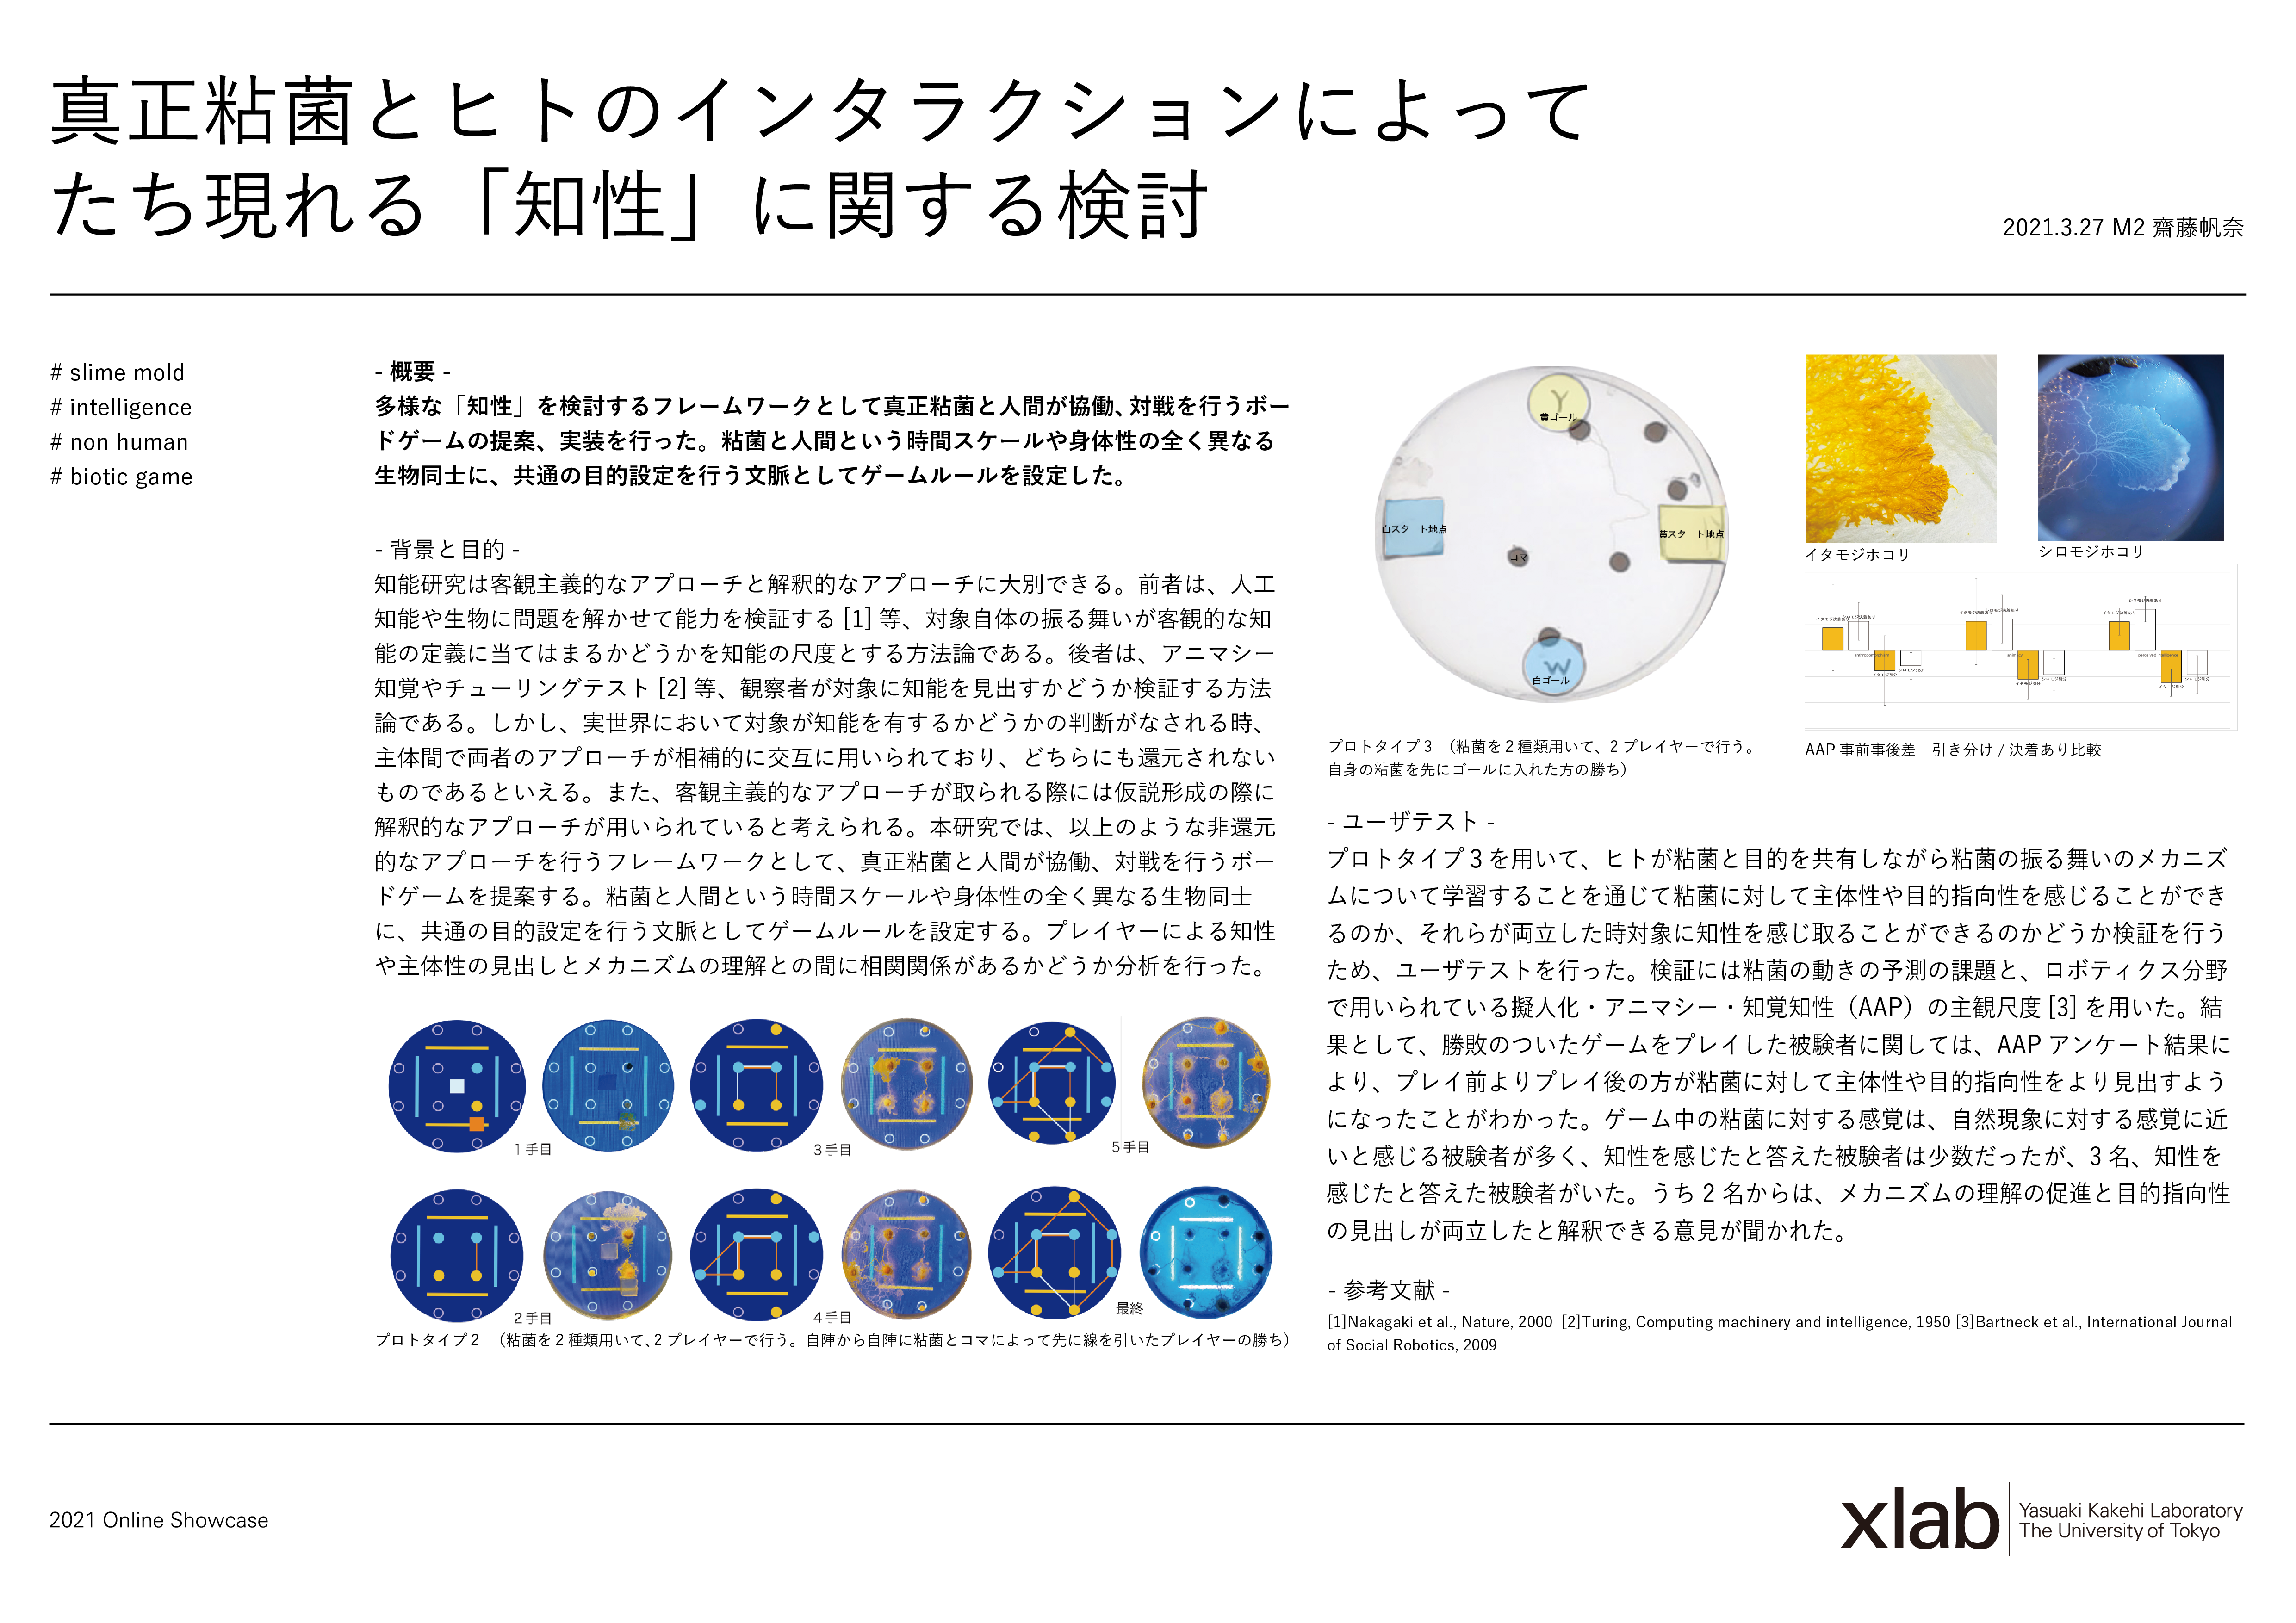 真正粘菌とヒトのインタラクションによって
たち現れる「知性」に関する検討
2021.3.27 M2 齋藤帆奈
# slime mold
# intelligence
# non human
# biotic game
- 概要 -
多様な「知性」を検討するフレームワークとして真正粘菌と人間が協働、対戦を行うボー
ドゲームの提案、実装を行った。粘菌と人間という時間スケールや身体性の全く異なる
生物同士に、共通の目的設定を行う文脈としてゲームルールを設定した。
- 背景と目的 -
知能研究は客観主義的なアプローチと解釈的なアプローチに大別できる。前者は、人工
知能や生物に問題を解かせて能力を検証する [1] 等、対象自体の振る舞いが客観的な知
能の定義に当てはまるかどうかを知能の尺度とする方法論である。後者は、アニマシー
知覚やチューリングテスト [2] 等、観察者が対象に知能を見出すかどうか検証する方法
論である。しかし、実世界において対象が知能を有するかどうかの判断がなされる時、
主体間で両者のアプローチが相補的に交互に用いられており、どちらにも還元されない
ものであるといえる。また、客観主義的なアプローチが取られる際には仮説形成の際に
解釈的なアプローチが用いられていると考えられる。本研究では、以上のような非還元
的なアプローチを行うフレームワークとして、真正粘菌と人間が協働、対戦を行うボー
ドゲームを提案する。粘菌と人間という時間スケールや身体性の全く異なる生物同士
に、共通の目的設定を行う文脈としてゲームルールを設定する。プレイヤーによる知性
や主体性の見出しとメカニズムの理解との間に相関関係があるかどうか分析を行った。
1 手目
3 手目
5 手目
2 手目
4 手目
最終
プロトタイプ 2　（粘菌を 2 種類用いて、2 プレイヤーで行う。自陣から自陣に粘菌とコマによって先に線を引いたプレイヤーの勝ち）
Y
黄ゴール
白スタート地点
黄スタート地点
コマ
W
白ゴール
プロトタイプ 3　（粘菌を 2 種類用いて、2 プレイヤーで行う。
自身の粘菌を先にゴールに入れた方の勝ち）
イタモジホコリ
シロモジホコリ
AAP 事前事後差　引き分け / 決着あり比較
- ユーザテスト -
プロトタイプ 3 を用いて、ヒトが粘菌と目的を共有しながら粘菌の振る舞いのメカニズ
ムについて学習することを通じて粘菌に対して主体性や目的指向性を感じることができ
るのか、それらが両立した時対象に知性を感じ取ることができるのかどうか検証を行う
ため、ユーザテストを行った。検証には粘菌の動きの予測の課題と、ロボティクス分野
で用いられている擬人化・アニマシー・知覚知性（AAP）の主観尺度 [3] を用いた。結
果として、勝敗のついたゲームをプレイした被験者に関しては、AAP アンケート結果に
より、プレイ前よりプレイ後の方が粘菌に対して主体性や目的指向性をより見出すよう
になったことがわかった。ゲーム中の粘菌に対する感覚は、自然現象に対する感覚に近
いと感じる被験者が多く、知性を感じたと答えた被験者は少数だったが、3 名、知性を
感じたと答えた被験者がいた。うち 2 名からは、メカニズムの理解の促進と目的指向性
の見出しが両立したと解釈できる意見が聞かれた。
- 参考文献 -
[1]Nakagaki et al., Nature, 2000 [2]Turing, Computing machinery and intelligence, 1950 [3]Bartneck et al., International Journal
of Social Robotics, 2009
2021 Online Showcase
xlab
Yasuaki Kakehi Laboratory
The University of Tokyo